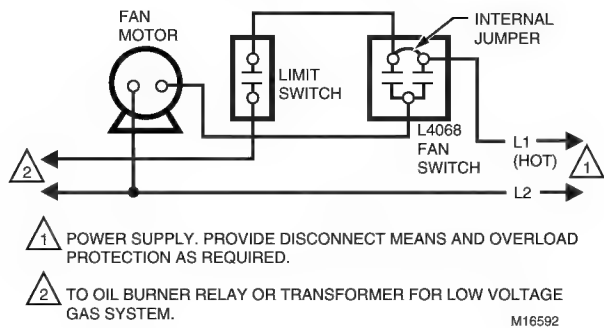 FAN
MOTOR
INTERNAL
JUMPER
LIMIT
SWITCH
L4068
FAN
SWITCH
L1
(HOT)
L2
2
1
1 POWER SUPPLY. PROVIDE DISCONNECT MEANS AND OVERLOAD
PROTECTION AS REQUIRED.
2 TO OIL BURNER RELAY OR TRANSFORMER FOR LOW VOLTAGE
GAS SYSTEM.
M16592